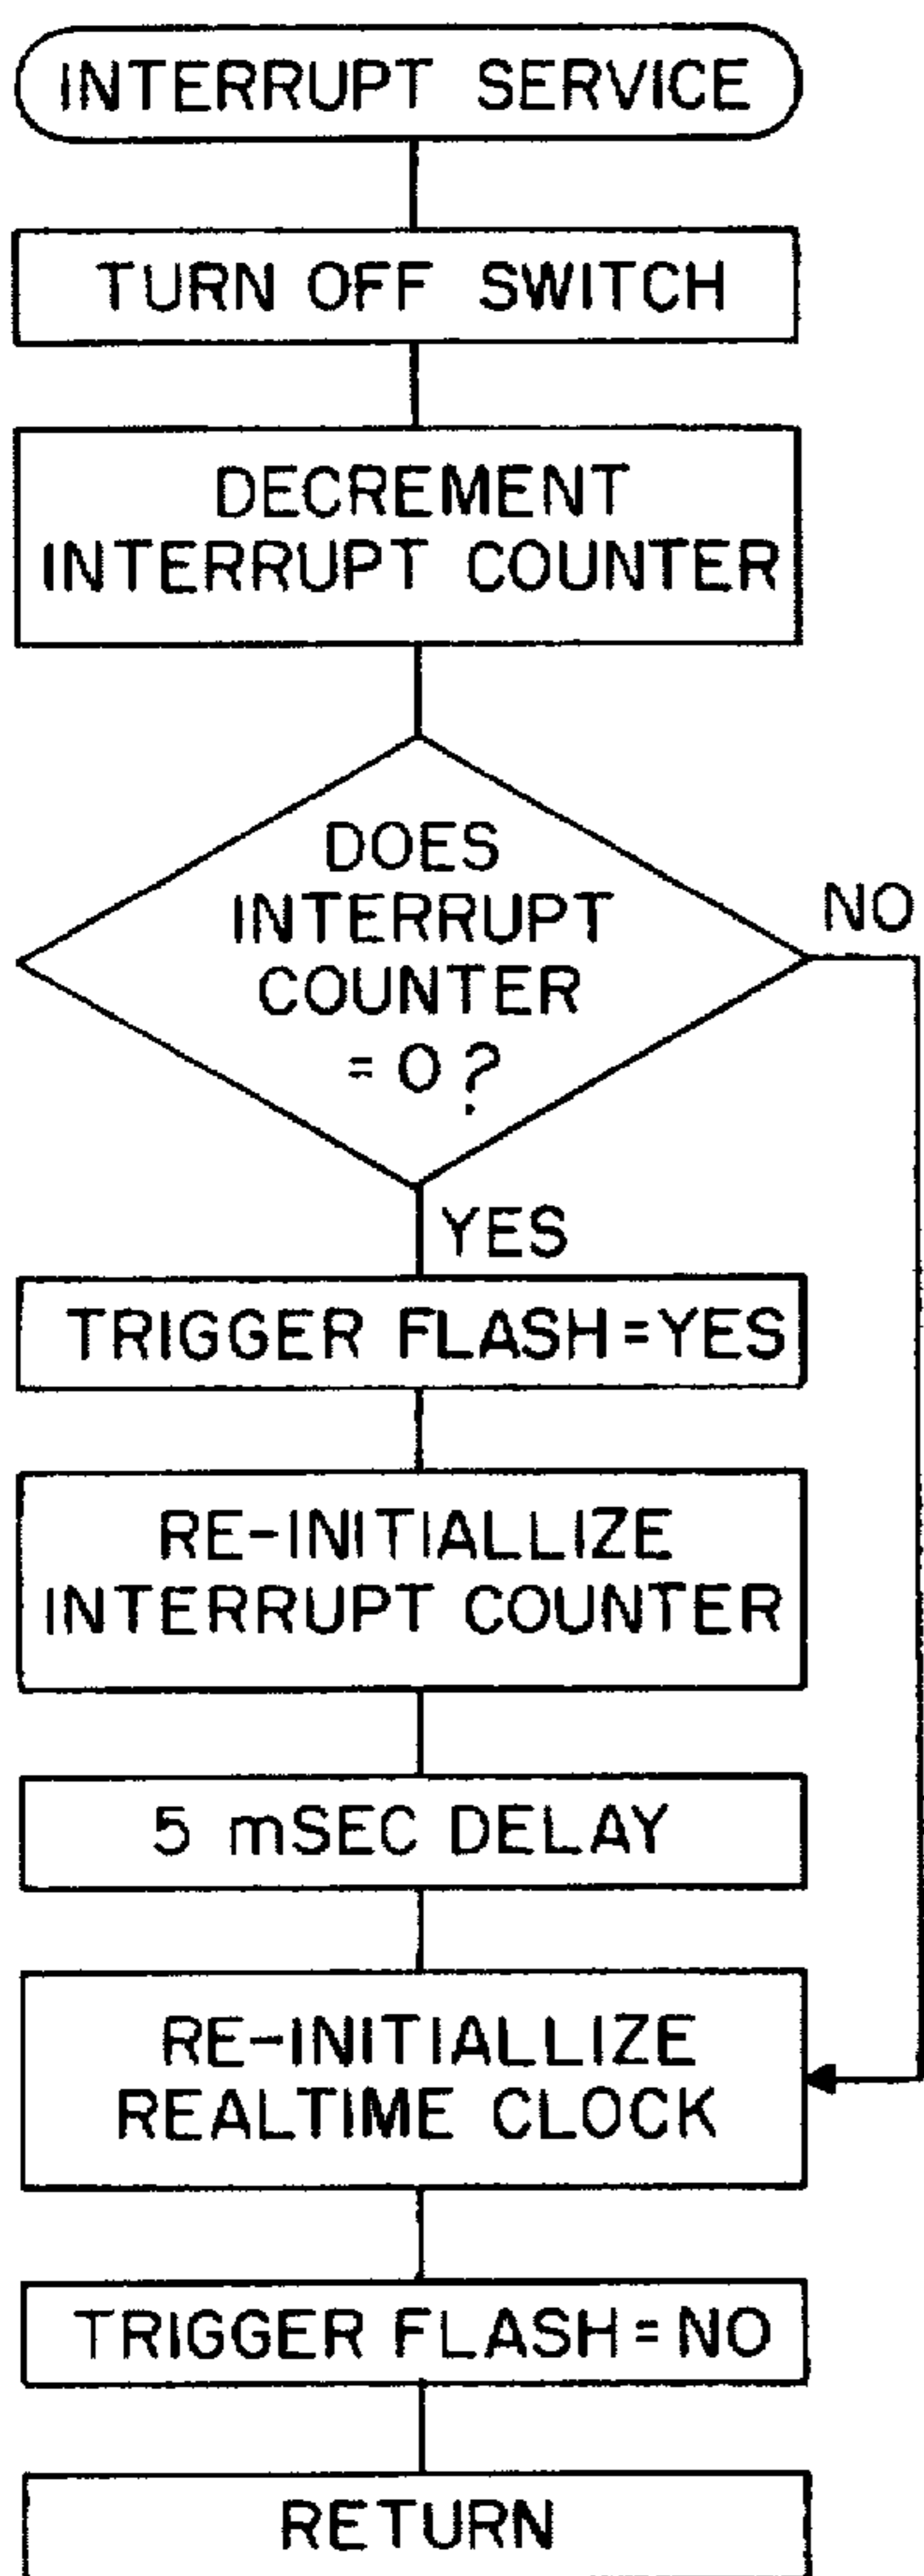 INTERRUPT SERVICE
TURN OFF SWITCH
DECREMENT
INTERRUPT COUNTER
DOES
INTERRUPT
COUNTER
= 0 ?
NO
YES
TRIGGER FLASH = YES
RE-INITIALLIZE
INTERRUPT COUNTER
5 mSEC DELAY
RE-INITIALLIZE
REALTIME CLOCK
TRIGGER FLASH = NO
RETURN